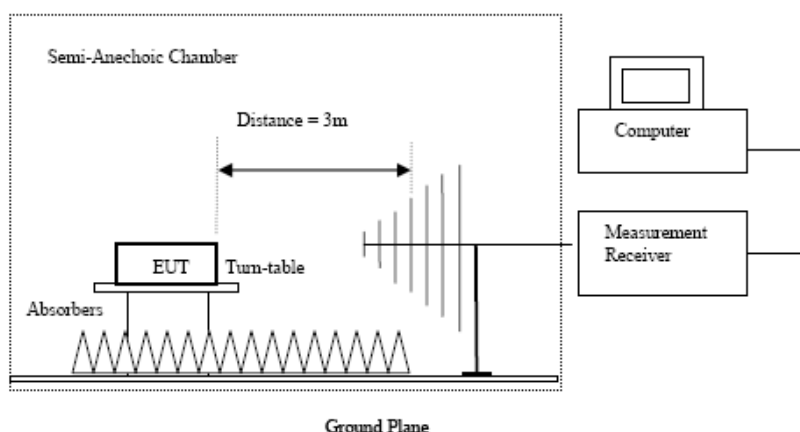 Semi-Anechoic Chamber
Distance = 3m
Computer
Measurement
Receiver
EUT
Turn-table
Absorbers
Ground Plane